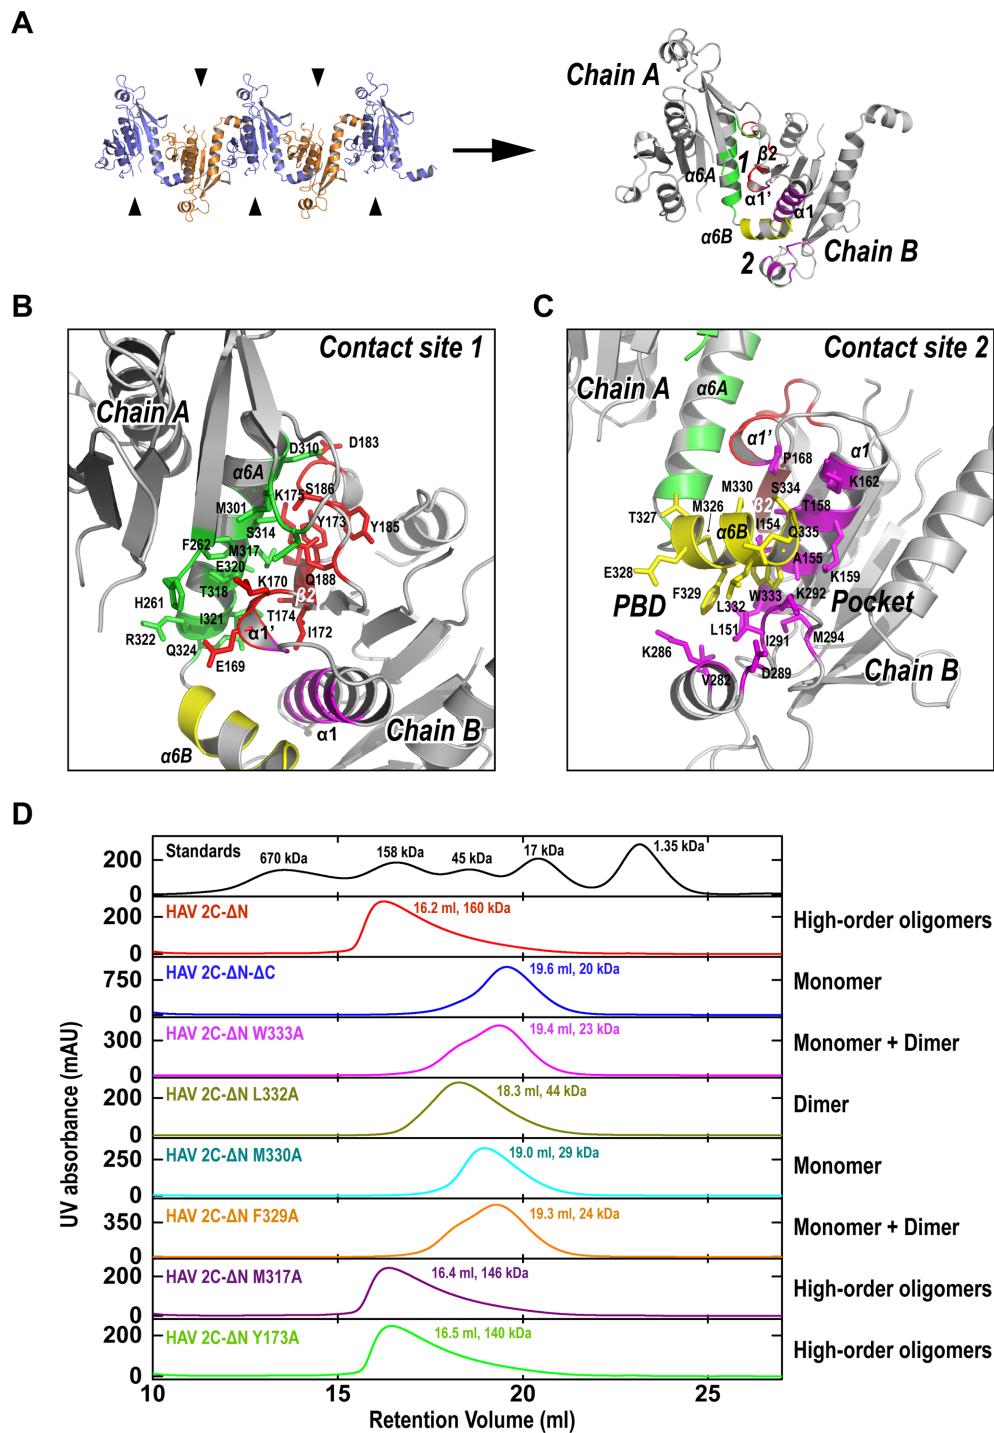 A
Chain A
α6A
1
β2
α1'
α1
α6B
2
Chain B
B
Contact site 1
Chain A
D183
D310
α6A
K175
S186
M301
Y173
Y185
S314
F262
M317
E320
Q188
K170
T318
β2
H261
I321
T174
α1'
R322
Q324
I172
E169
Chain B
α1
α6B
C
Contact site 2
Chain A
α6A
α1'
α1
P168
K162
M330
S334
M326
β2
T158
T327
α6B
I154
Q335
A155
E328
K159
F329
W333
K292
PBD
L332
Pocket
L151
K286
I291
M294
V282
D289
Chain B
D
Standards
670 kDa
158 kDa
45 kDa
17 kDa
1.35 kDa
200
0
HAV 2C-ΔN
16.2 ml, 160 kDa
High-order oligomers
200
0
HAV 2C-ΔN-ΔC
19.6 ml, 20 kDa
Monomer
750
0
HAV 2C-ΔN W333A
19.4 ml, 23 kDa
Monomer + Dimer
300
0
HAV 2C-ΔN L332A
18.3 ml, 44 kDa
Dimer
200
0
HAV 2C-ΔN M330A
19.0 ml, 29 kDa
Monomer
250
0
HAV 2C-ΔN F329A
19.3 ml, 24 kDa
Monomer + Dimer
350
0
HAV 2C-ΔN M317A
16.4 ml, 146 kDa
High-order oligomers
200
0
HAV 2C-ΔN Y173A
16.5 ml, 140 kDa
High-order oligomers
200
0
UV absorbance (mAU)
10 15 20 25
Retention Volume (ml)